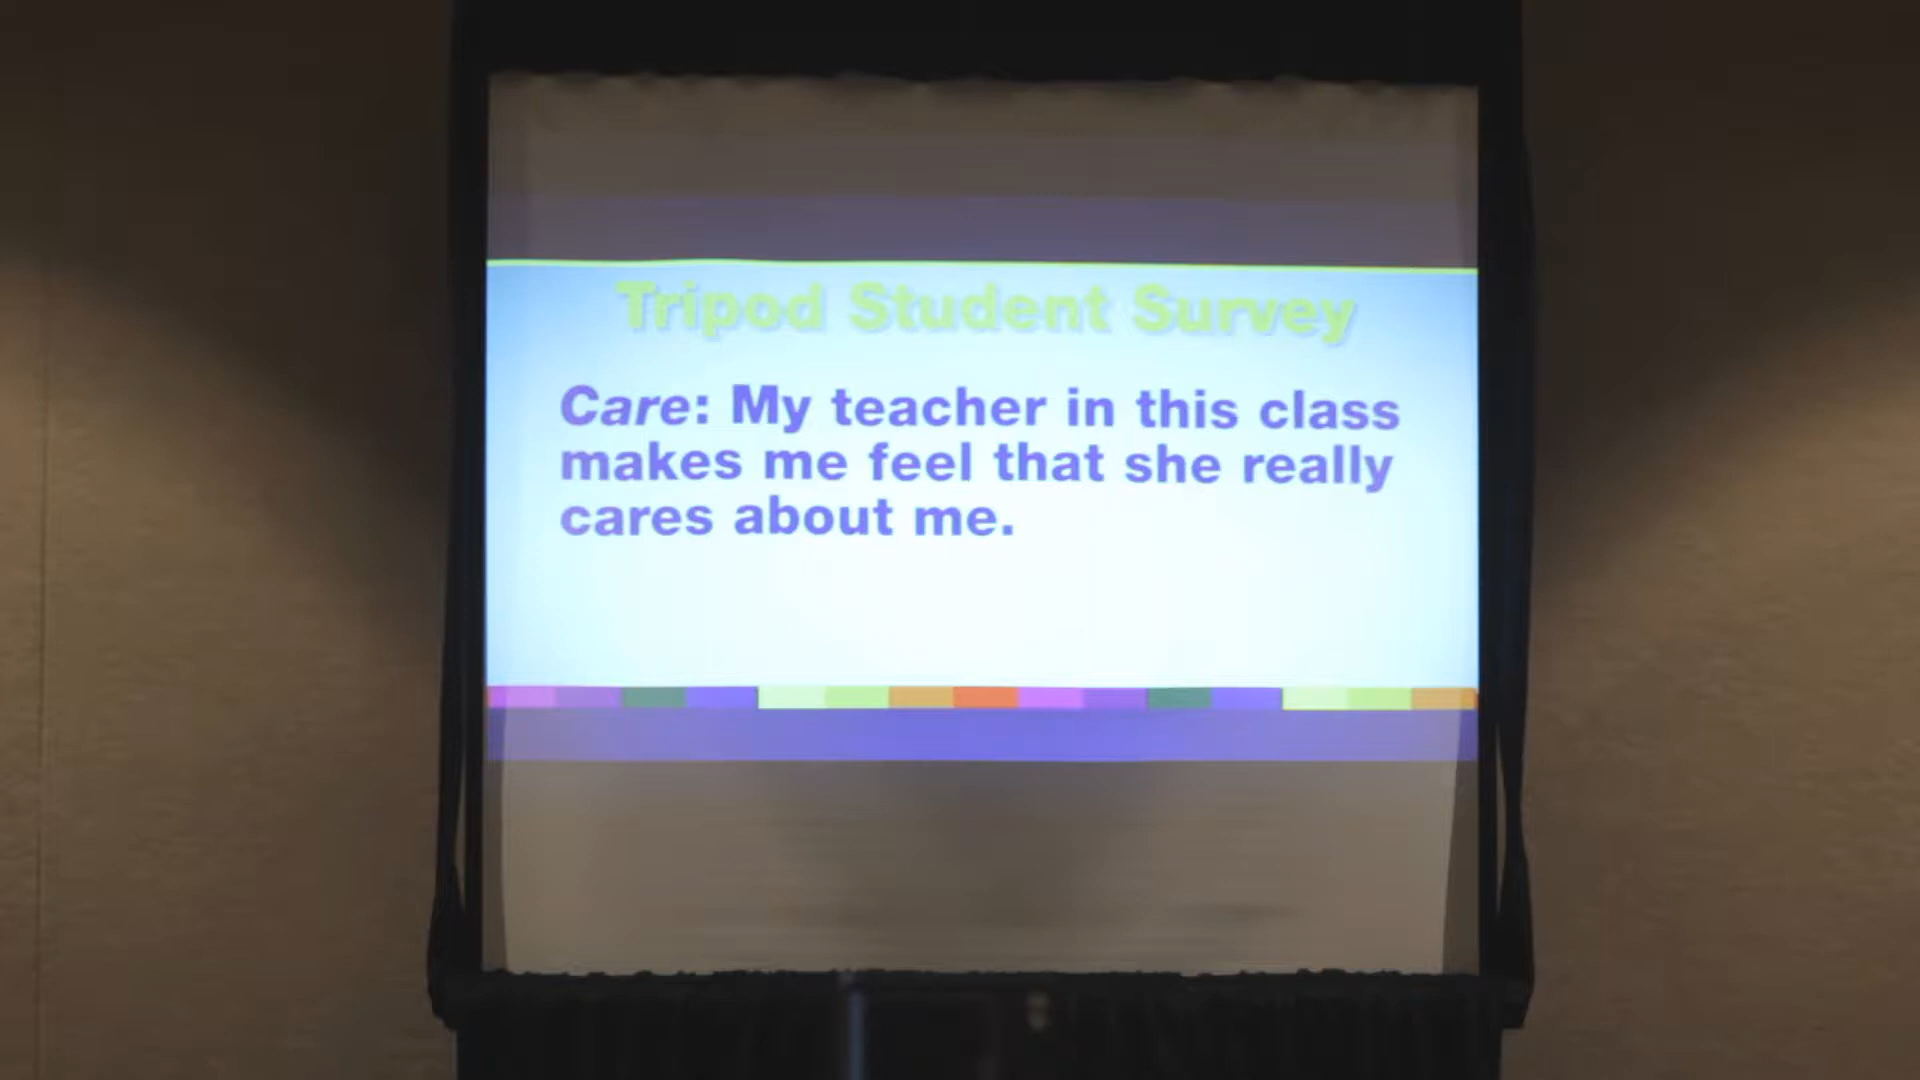 Tripod Student Survey
Care: My teacher in this class
makes me feel that she really
cares about me.